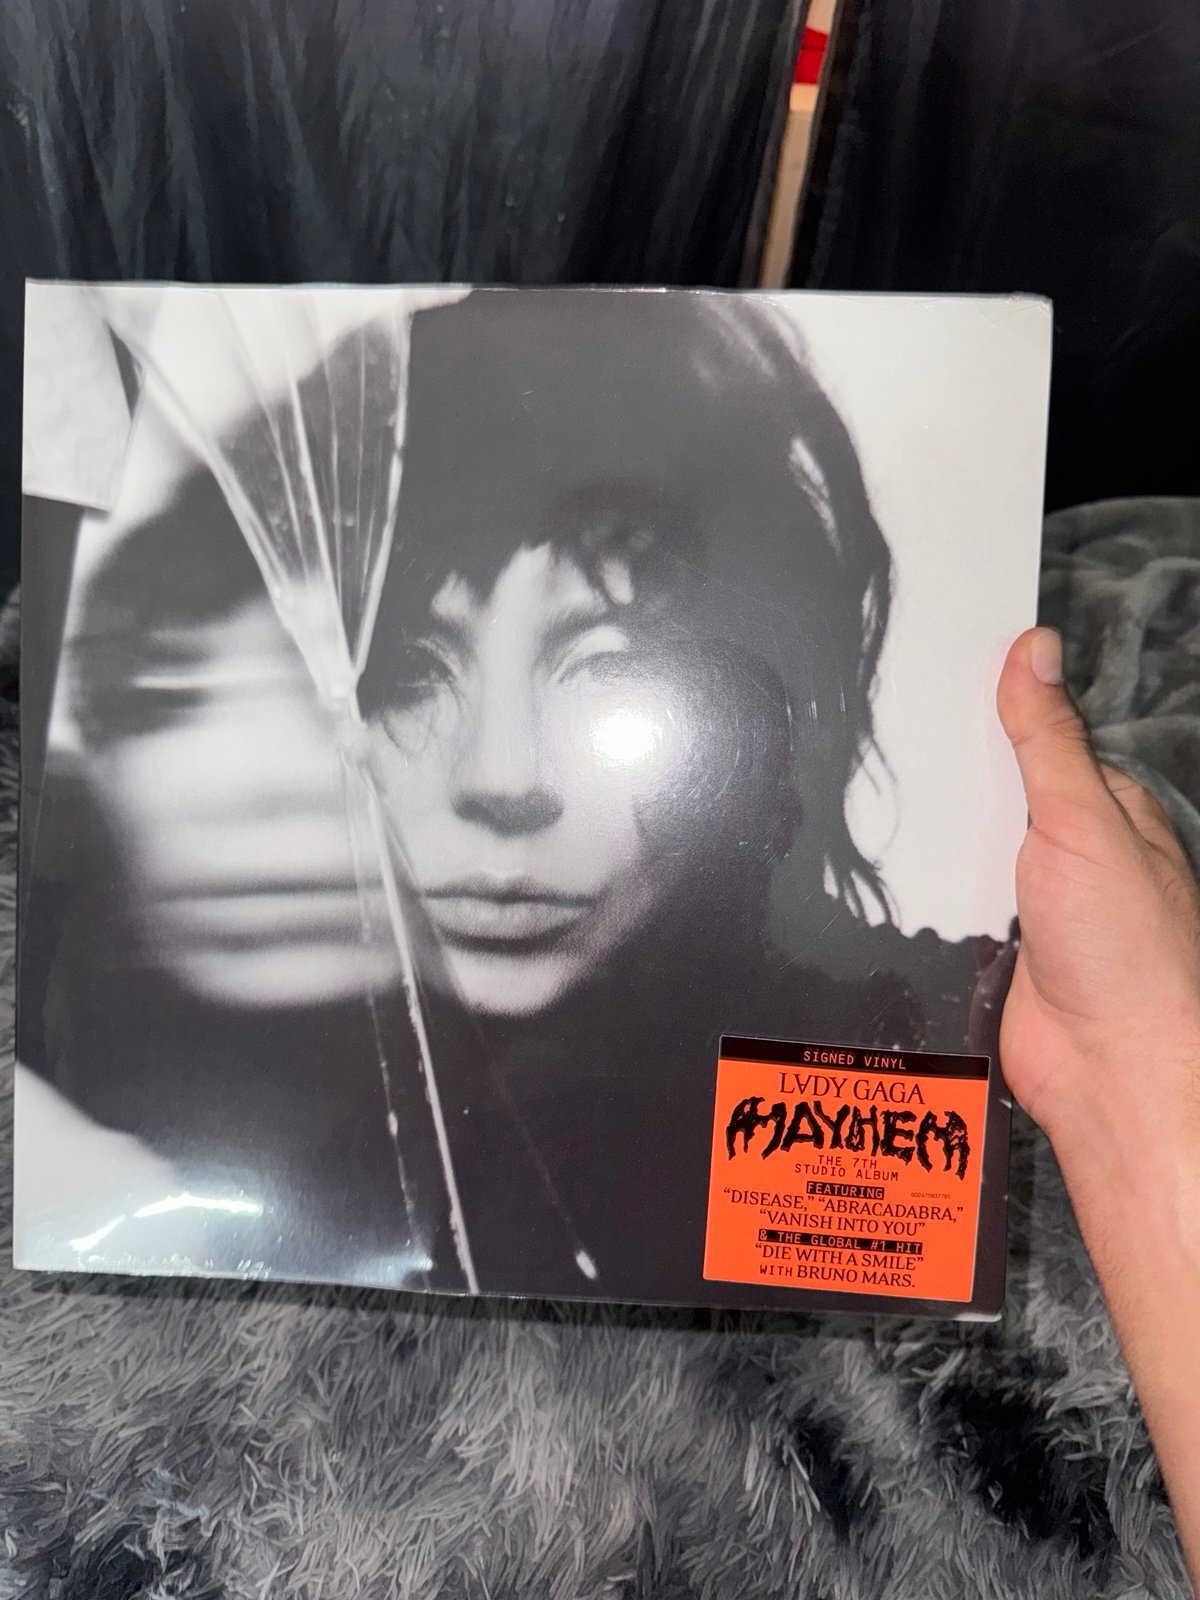 SIGNED VINYL
LADY GAGA
MAYHEM
THE 7TH
STUDIO ALBUM
FEATURING
"DISEASE," "ABRACADABRA,"
"VANISH INTO YOU"
& THE GLOBAL #1 HIT
"DIE WITH A SMILE"
WITH BRUNO MARS.